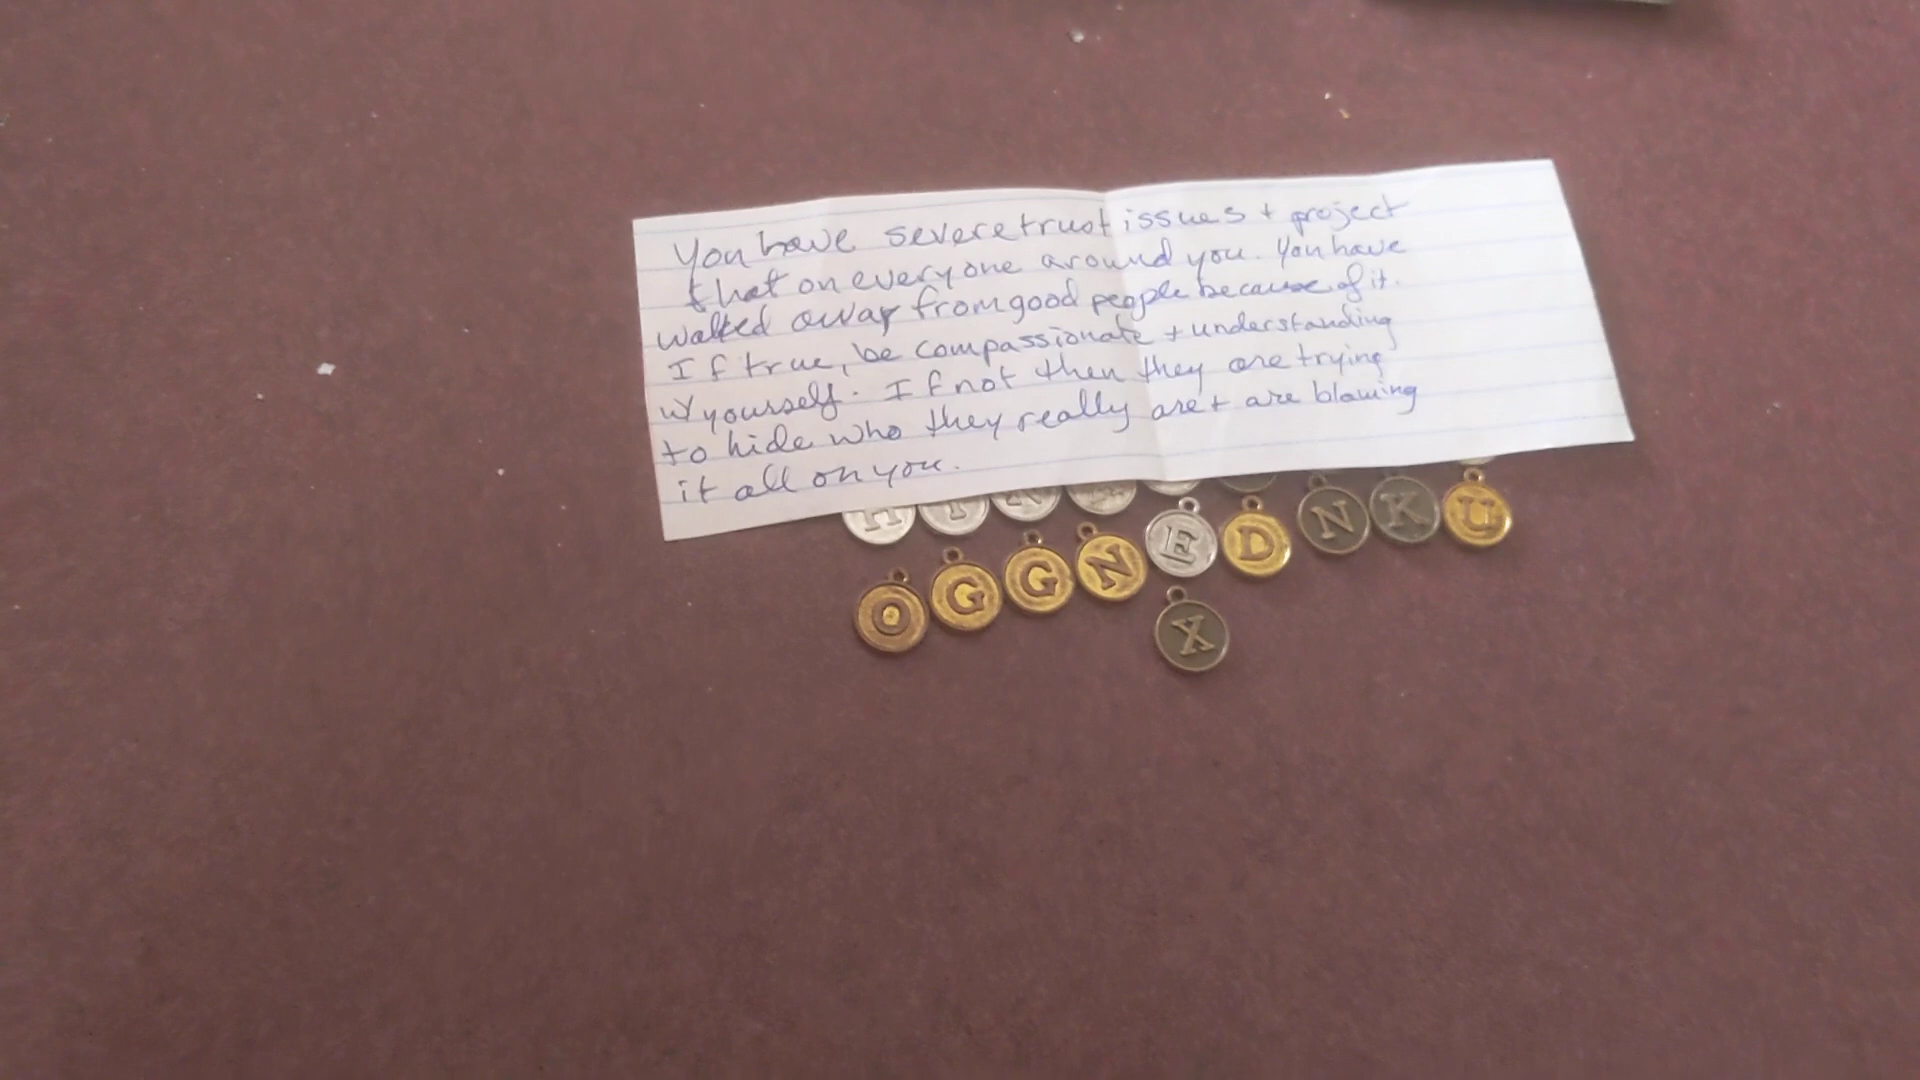 You have severe trust issues + project
that on everyone around you. You have
walked away from good people because of it.
If true, be compassionate + understanding
w/ yourself. If not then they are trying
to hide who they really are + are blaming
it all on you.
H I N
E D N K U
O G G N
X